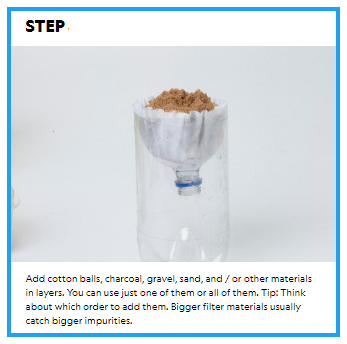 STEP
Add cotton balls, charcoal, gravel, sand, and / or other materials
in layers. You can use just one of them or all of them. Tip: Think
about which order to add them. Bigger filter materials usually
catch bigger impurities.